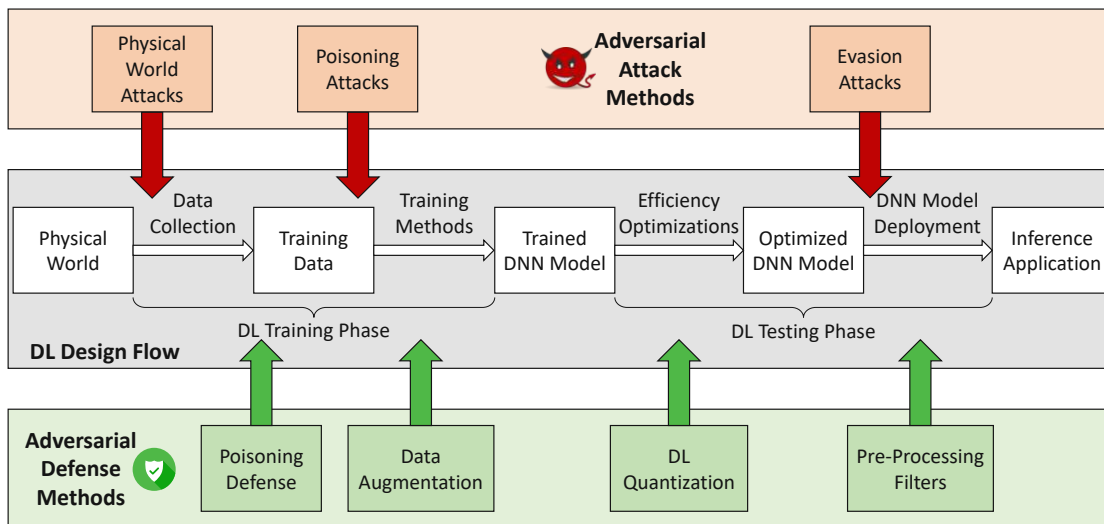 Physical
World
Attacks
Poisoning
Attacks
Adversarial
Attack
Methods
Evasion
Attacks
Data
Collection
Training
Methods
Efficiency
Optimizations
DNN Model
Deployment
Physical
World
Training
Data
Trained
DNN Model
Optimized
DNN Model
Inference
Application
DL Training Phase
DL Testing Phase
DL Design Flow
Adversarial
Defense
Methods
Poisoning
Defense
Data
Augmentation
DL
Quantization
Pre-Processing
Filters